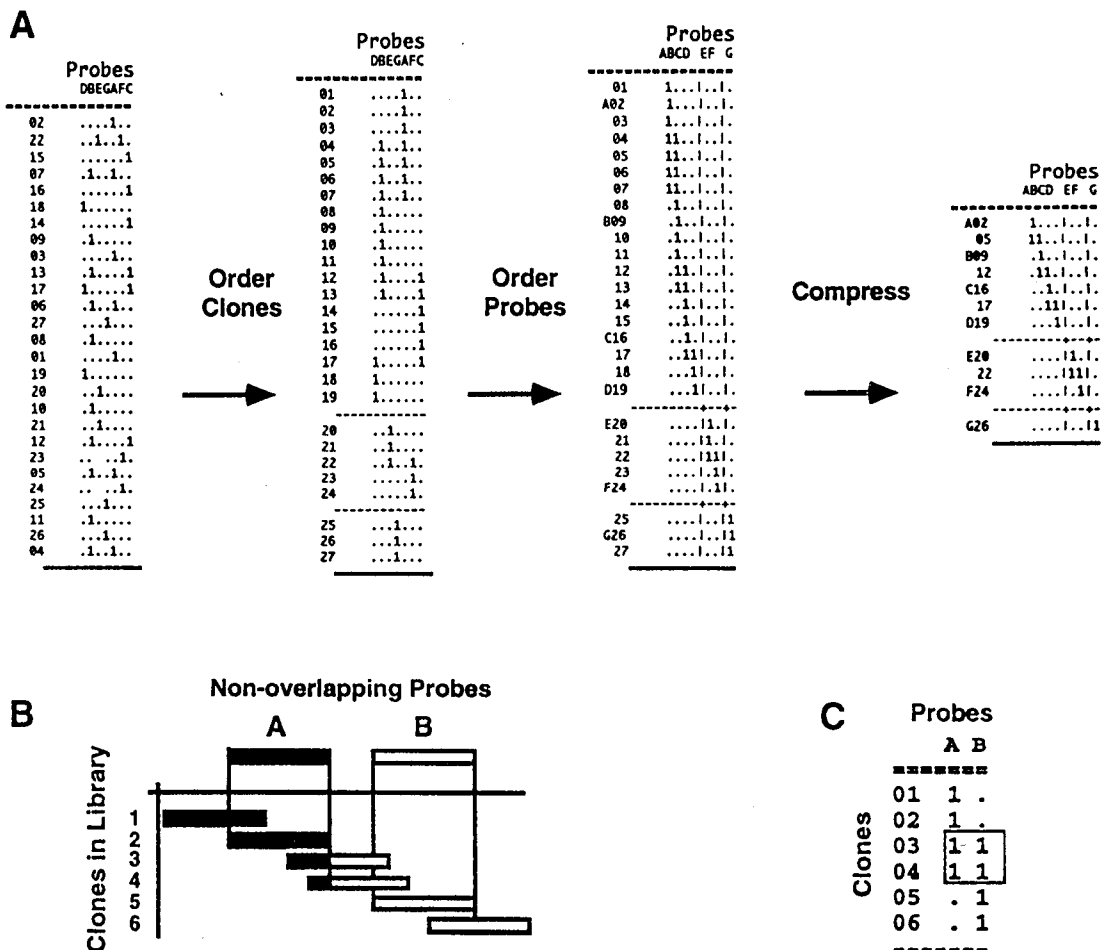 A
Probes
DBEGAFC
02 ....1..
22 ..1..1.
15 ......1
07 .1..1..
16 ......1
18 1......
14 ......1
09 .1.....
03 ....1..
13 .1....1
17 1.....1
06 .1..1..
27 ...1...
08 .1.....
01 ....1..
19 1......
20 ..1....
10 .1.....
21 ..1....
12 .1....1
23 .. ..1.
05 .1..1..
24 .. ..1.
25 ...1...
11 .1.....
26 ...1...
04 .1..1..
Order
Clones
Probes
DBEGAFC
01 ....1..
02 ....1..
03 ....1..
04 .1..1..
05 .1..1..
06 .1..1..
07 .1..1..
08 .1.....
09 .1.....
10 .1.....
11 .1.....
12 .1....1
13 .1....1
14 ......1
15 ......1
16 ......1
17 1.....1
18 1......
19 1......
20 ..1....
21 ..1....
22 ..1..1.
23 .....1.
24 .....1.
25 ...1...
26 ...1...
27 ...1...
Order
Probes
Probes
ABCD EF G
01 1...|..|.
A02 1...|..|.
03 1...|..|.
04 11..|..|.
05 11..|..|.
06 11..|..|.
07 11..|..|.
08 .1..|..|.
B09 .1..|..|.
10 .1..|..|.
11 .1..|..|.
12 .11.|..|.
13 .11.|..|.
14 ..1.|..|.
15 ..1.|..|.
C16 ..1.|..|.
17 ..11|..|.
18 ...1|..|.
D19 ...1|..|.
E20 ....|1.|.
21 ....|1.|.
22 ....|11|.
23 ....|.1|.
F24 ....|.1|.
25 ....|..|1
G26 ....|..|1
27 ....|..|1
Compress
Probes
ABCD EF G
A02 1...|..|.
05 11..|..|.
B09 .1..|..|.
12 .11.|..|.
C16 ..1.|..|.
17 ..11|..|.
D19 ...1|..|.
E20 ....|1.|.
22 ....|11|.
F24 ....|.1|.
G26 ....|..|1
B
Non-overlapping Probes
A B
Clones in Library
1
2
3
4
5
6
C
Probes
A B
Clones
01 1 .
02 1 .
03 1 1
04 1 1
05 . 1
06 . 1